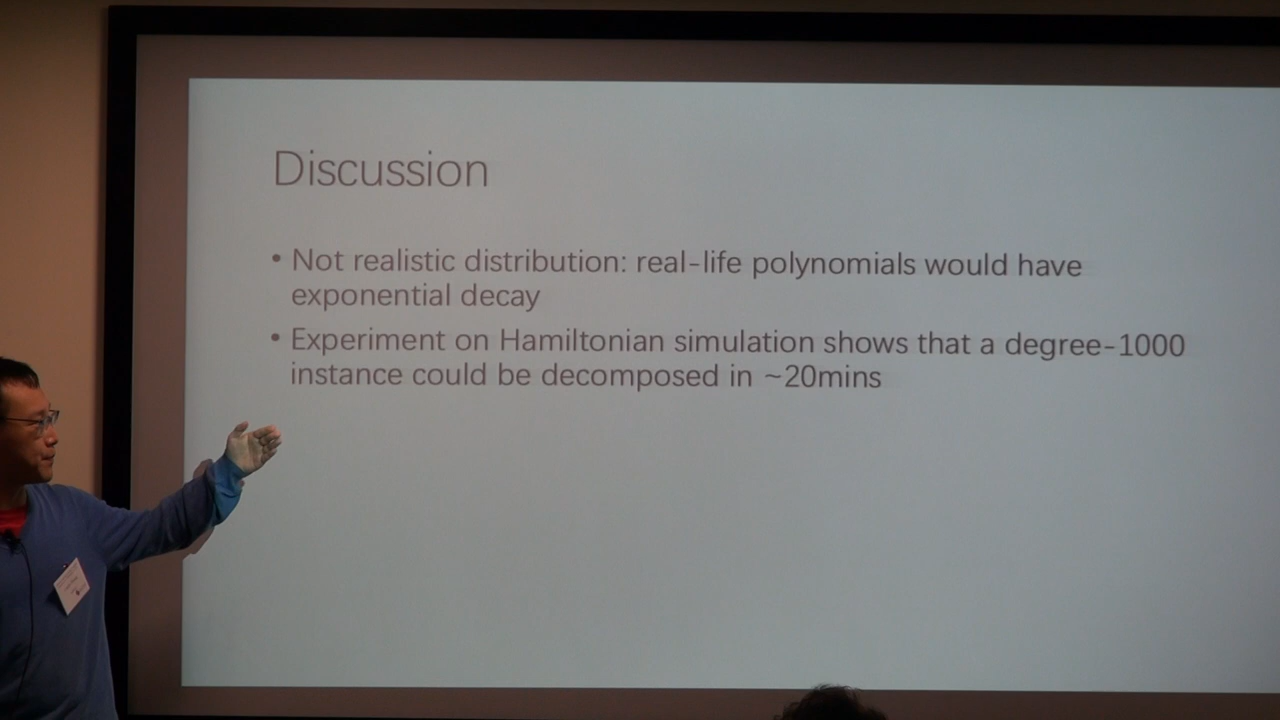 Discussion
• Not realistic distribution: real-life polynomials would have
exponential decay
• Experiment on Hamiltonian simulation shows that a degree-1000
instance could be decomposed in ~20mins